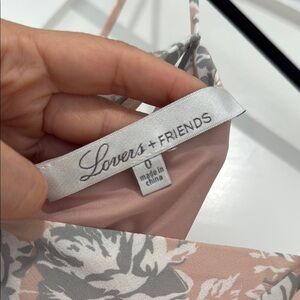 Lovers + FRIENDS
0
made in
china